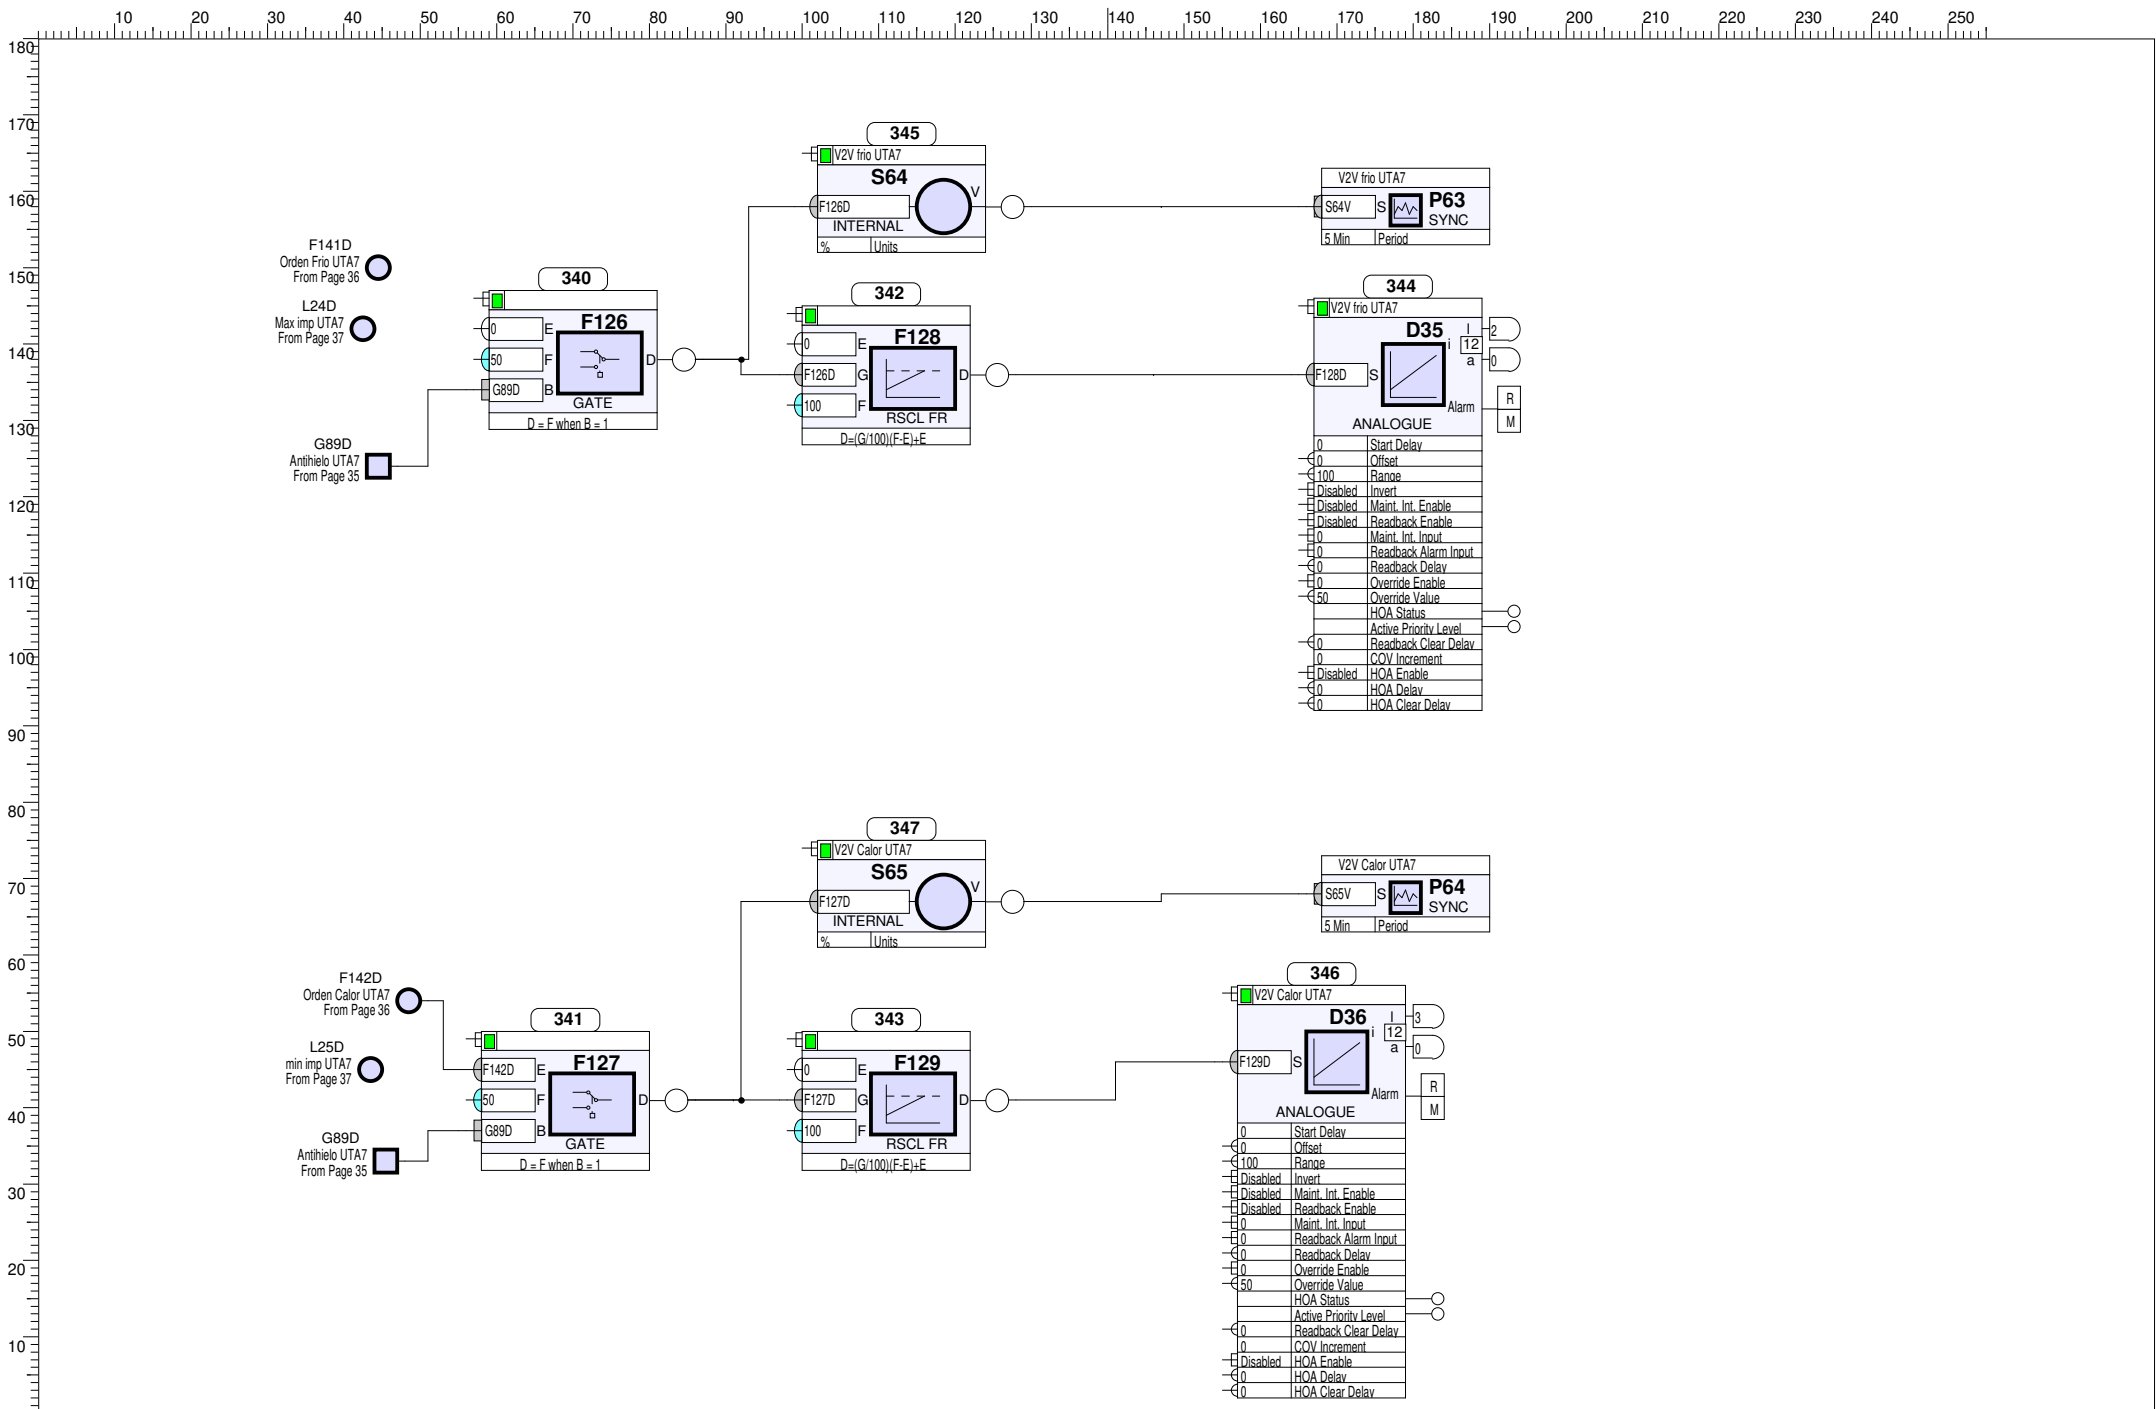 10 20 30 40 50 60 70 80 90 100 110 120 130 140 150 160 170 180 190 200 210 220 230 240 250
180
170
160
150
140
130
120
110
100
90
80
70
60
50
40
30
20
10
345
V2V frio UTA7
S64
F126D
V
INTERNAL
% Units
V2V frio UTA7
S64V S
P63
SYNC
5 Min Period
F141D
Orden Frio UTA7
From Page 36
L24D
Max imp UTA7
From Page 37
G89D
Antihielo UTA7
From Page 35
340
F126
0 E
50 F
G89D B
D
GATE
D = F when B = 1
342
F128
0 E
F126D G
100 F
D
RSCL FR
D=(G/100)(F-E)+E
344
V2V frio UTA7
D35
F128D S
I 2
i 12
a 0
Alarm
R
M
ANALOGUE
0 Start Delay
0 Offset
100 Range
Disabled Invert
Disabled Maint. Int. Enable
Disabled Readback Enable
0 Maint. Int. Input
0 Readback Alarm Input
0 Readback Delay
0 Override Enable
50 Override Value
HOA Status
Active Priority Level
0 Readback Clear Delay
0 COV Increment
Disabled HOA Enable
0 HOA Delay
0 HOA Clear Delay
347
V2V Calor UTA7
S65
F127D
V
INTERNAL
% Units
V2V Calor UTA7
S65V S
P64
SYNC
5 Min Period
F142D
Orden Calor UTA7
From Page 36
L25D
min imp UTA7
From Page 37
G89D
Antihielo UTA7
From Page 35
341
F127
F142D E
50 F
G89D B
D
GATE
D = F when B = 1
343
F129
0 E
F127D G
100 F
D
RSCL FR
D=(G/100)(F-E)+E
346
V2V Calor UTA7
D36
F129D S
I 3
i 12
a 0
Alarm
R
M
ANALOGUE
0 Start Delay
0 Offset
100 Range
Disabled Invert
Disabled Maint. Int. Enable
Disabled Readback Enable
0 Maint. Int. Input
0 Readback Alarm Input
0 Readback Delay
0 Override Enable
50 Override Value
HOA Status
Active Priority Level
0 Readback Clear Delay
0 COV Increment
Disabled HOA Enable
0 HOA Delay
0 HOA Clear Delay